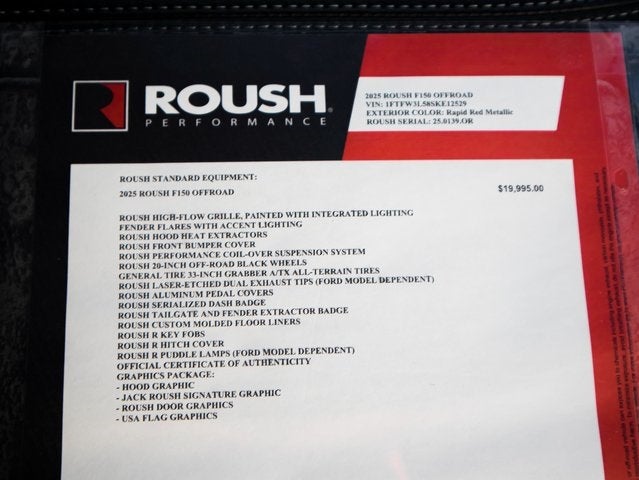 ROUSH
PERFORMANCE
2025 ROUSH F150 OFFROAD
VIN: 1FTFW3L58SKE12529
EXTERIOR COLOR: Rapid Red Metallic
ROUSH SERIAL: 25.0139.OR
ROUSH STANDARD EQUIPMENT:
2025 ROUSH F150 OFFROAD $19,995.00
ROUSH HIGH-FLOW GRILLE, PAINTED WITH INTEGRATED LIGHTING
FENDER FLARES WITH ACCENT LIGHTING
ROUSH HOOD HEAT EXTRACTORS
ROUSH FRONT BUMPER COVER
ROUSH PERFORMANCE COIL-OVER SUSPENSION SYSTEM
ROUSH 20-INCH OFF-ROAD BLACK WHEELS
GENERAL TIRE 33-INCH GRABBER A/TX ALL-TERRAIN TIRES
ROUSH LASER-ETCHED DUAL EXHAUST TIPS (FORD MODEL DEPENDENT)
ROUSH ALUMINUM PEDAL COVERS
ROUSH SERIALIZED DASH BADGE
ROUSH TAILGATE AND FENDER EXTRACTOR BADGE
ROUSH CUSTOM MOLDED FLOOR LINERS
ROUSH R KEY FOBS
ROUSH R HITCH COVER
ROUSH R PUDDLE LAMPS (FORD MODEL DEPENDENT)
OFFICIAL CERTIFICATE OF AUTHENTICITY
GRAPHICS PACKAGE:
- HOOD GRAPHIC
- JACK ROUSH SIGNATURE GRAPHIC
- ROUSH DOOR GRAPHICS
- USA FLAG GRAPHICS